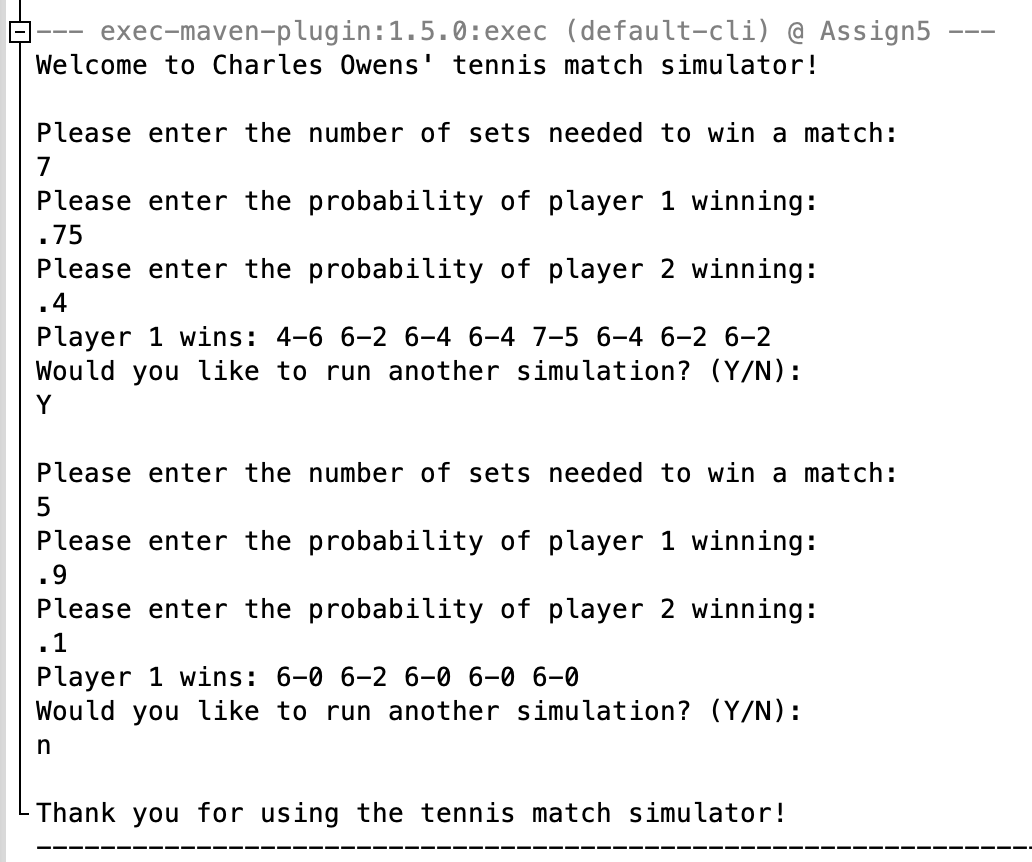 --- exec-maven-plugin:1.5.0:exec (default-cli) @ Assign5 ---
Welcome to Charles Owens' tennis match simulator!
Please enter the number of sets needed to win a match:
7
Please enter the probability of player 1 winning:
.75
Please enter the probability of player 2 winning:
.4
Player 1 wins: 4-6 6-2 6-4 6-4 7-5 6-4 6-2 6-2
Would you like to run another simulation? (Y/N):
Y
Please enter the number of sets needed to win a match:
5
Please enter the probability of player 1 winning:
.9
Please enter the probability of player 2 winning:
.1
Player 1 wins: 6-0 6-2 6-0 6-0 6-0
Would you like to run another simulation? (Y/N):
n
Thank you for using the tennis match simulator!
------------------------------------------------------------------------